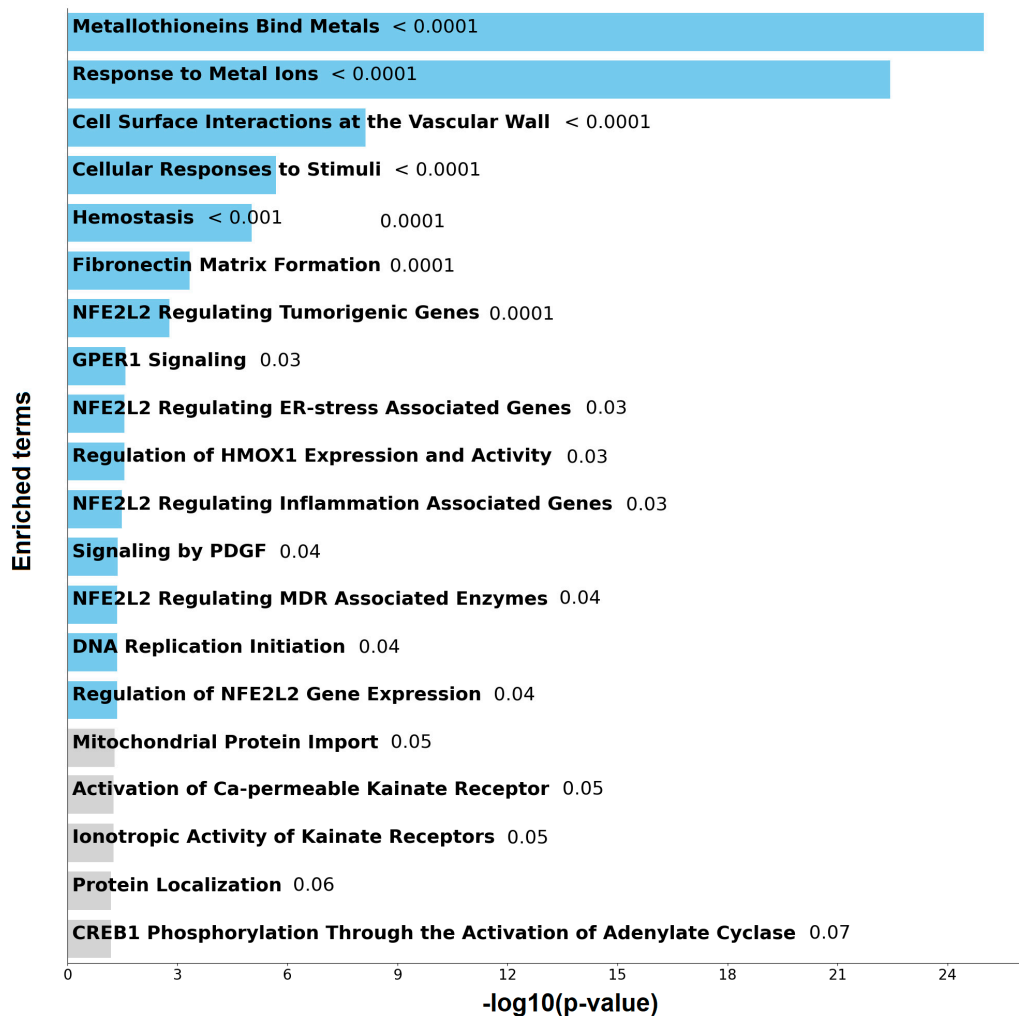 Metallothioneins Bind Metals < 0.0001
Response to Metal Ions < 0.0001
Cell Surface Interactions at the Vascular Wall < 0.0001
Cellular Responses to Stimuli < 0.0001
Hemostasis < 0.001 0.0001
Fibronectin Matrix Formation 0.0001
NFE2L2 Regulating Tumorigenic Genes 0.0001
GPER1 Signaling 0.03
NFE2L2 Regulating ER-stress Associated Genes 0.03
Regulation of HMOX1 Expression and Activity 0.03
NFE2L2 Regulating Inflammation Associated Genes 0.03
Signaling by PDGF 0.04
NFE2L2 Regulating MDR Associated Enzymes 0.04
DNA Replication Initiation 0.04
Regulation of NFE2L2 Gene Expression 0.04
Mitochondrial Protein Import 0.05
Activation of Ca-permeable Kainate Receptor 0.05
Ionotropic Activity of Kainate Receptors 0.05
Protein Localization 0.06
CREB1 Phosphorylation Through the Activation of Adenylate Cyclase 0.07
Enriched terms
0 3 6 9 12 15 18 21 24
-log10(p-value)